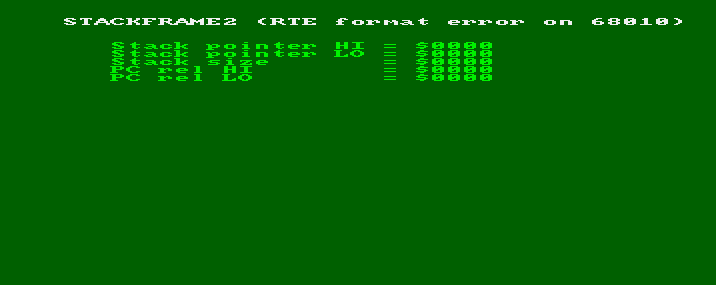 STACKFRAME2 (RTE format error on 68010)
Stack pointer HI = $0000
Stack pointer LO = $0000
Stack size = $0000
PC rel HI = $0000
PC rel LO = $0000